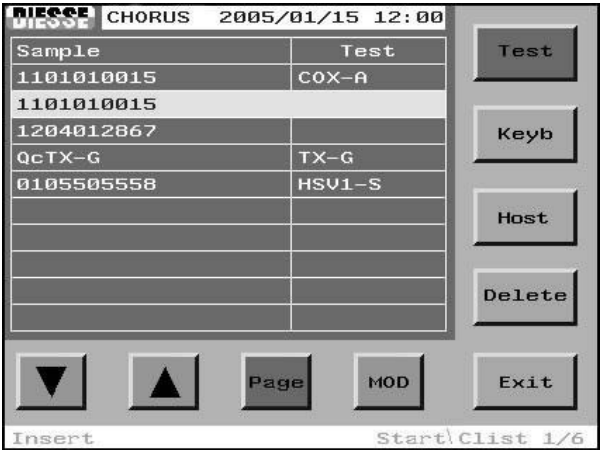 DIESSE CHORUS 2005/01/15 12:00
Sample Test
1101010015 COX-A
1101010015
1204012867
QcTX-G TX-G
0105505558 HSV1-S
Test
Keyb
Host
Delete
Page MOD Exit
Insert Start\Clist 1/6